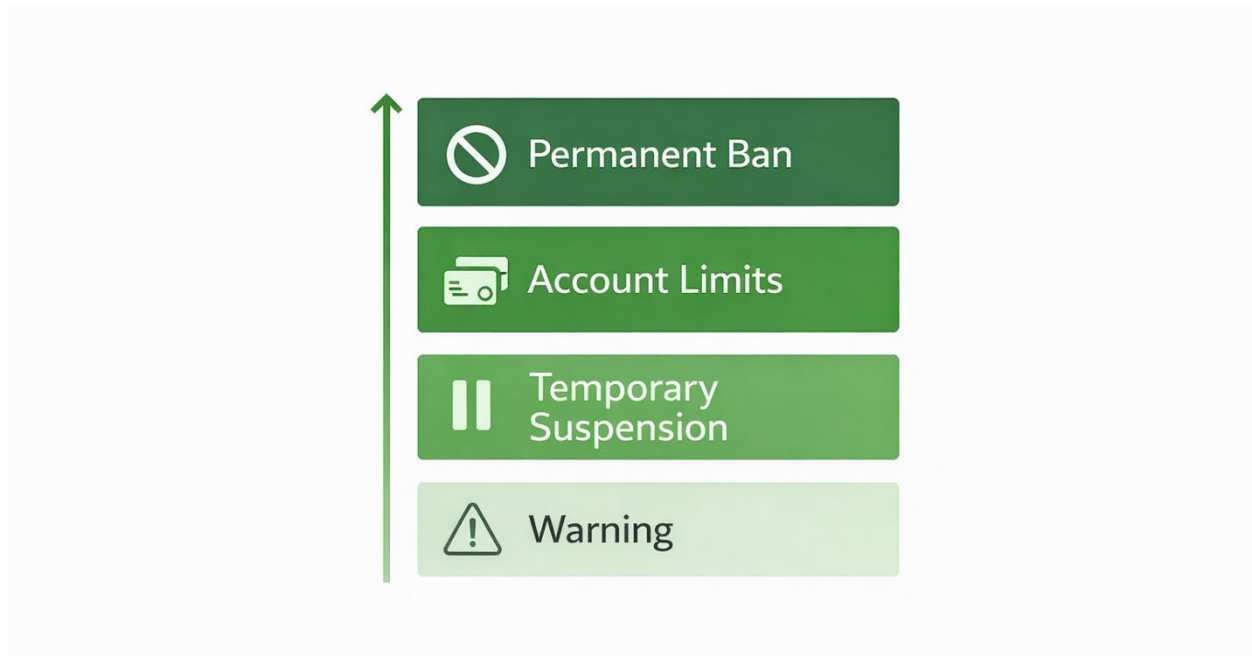 Permanent Ban
Account Limits
Temporary
Suspension
Warning